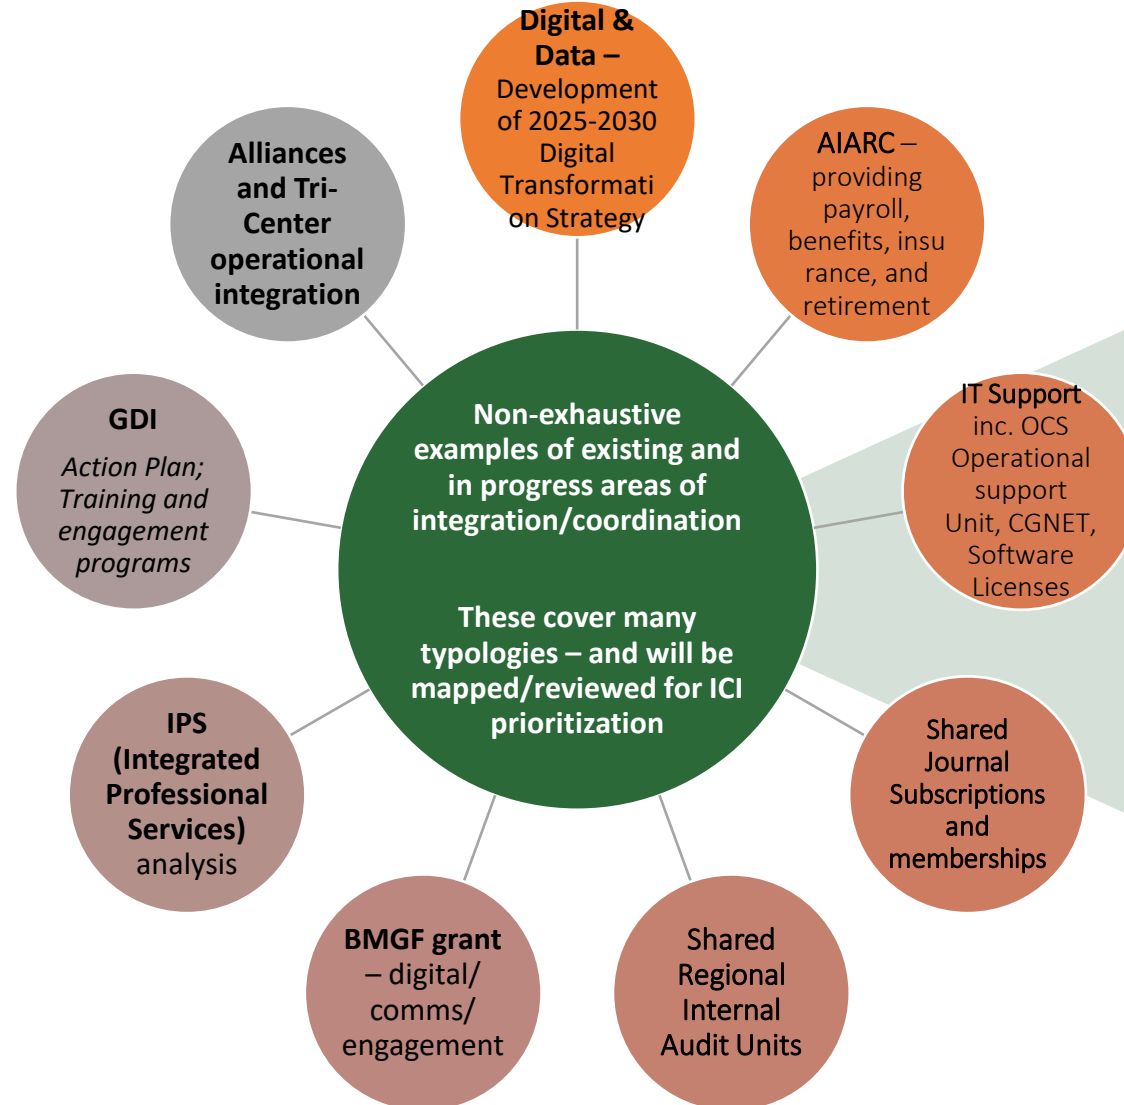 Digital &
Data –
Development
of 2025-2030
Digital
Transformati
on Strategy
AIARC –
providing
payroll,
benefits, insu
rance, and
retirement
IT Support
inc. OCS
Operational
support
Unit, CGNET,
Software
Licenses
Shared
Journal
Subscriptions
and
memberships
Shared
Regional
Internal
Audit Units
BMGF grant
– digital/
comms/
engagement
IPS
(Integrated
Professional
Services)
analysis
GDI
Action Plan;
Training and
engagement
programs
Alliances
and Tri-
Center
operational
integration
Non-exhaustive
examples of existing and
in progress areas of
integration/coordination
These cover many
typologies – and will be
mapped/reviewed for ICI
prioritization